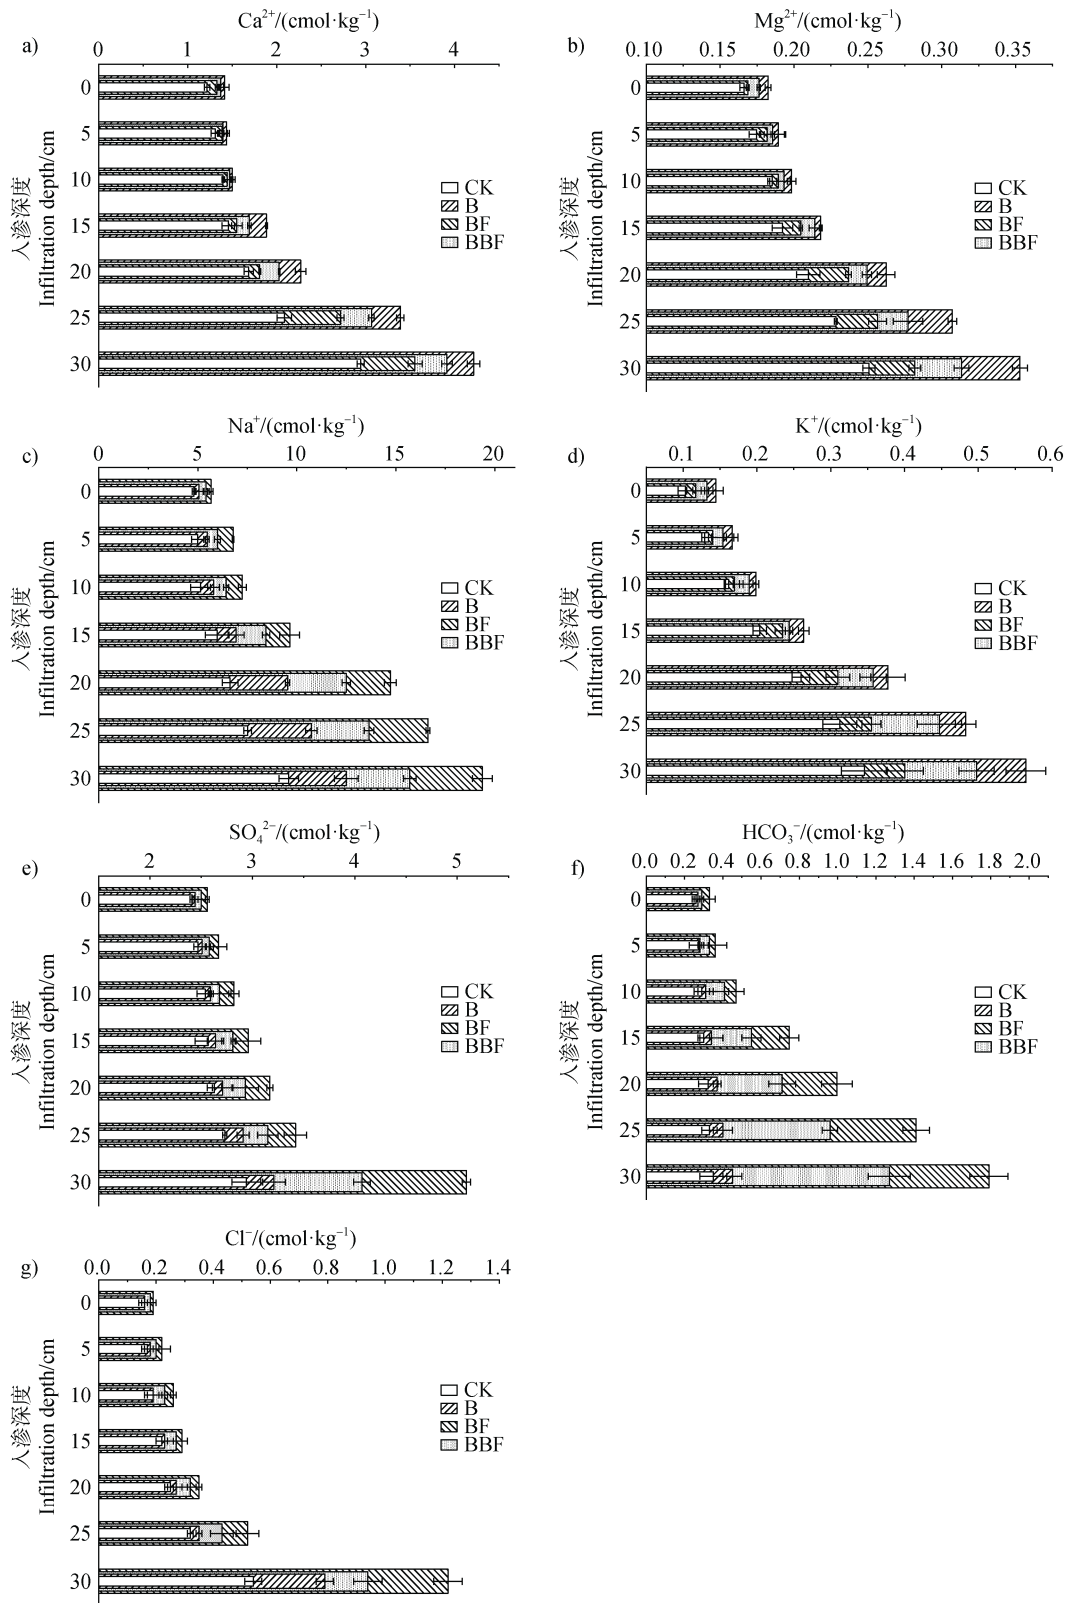 Ca²⁺/(cmol·kg⁻¹)
a) 0 1 2 3 4
0
5
10
15
20
25
30
入渗深度
Infiltration depth/cm
CK
B
BF
BBF
Mg²⁺/(cmol·kg⁻¹)
b) 0.10 0.15 0.20 0.25 0.30 0.35
0
5
10
15
20
25
30
入渗深度
Infiltration depth/cm
CK
B
BF
BBF
Na⁺/(cmol·kg⁻¹)
c) 0 5 10 15 20
0
5
10
15
20
25
30
入渗深度
Infiltration depth/cm
CK
B
BF
BBF
K⁺/(cmol·kg⁻¹)
d) 0.1 0.2 0.3 0.4 0.5 0.6
0
5
10
15
20
25
30
入渗深度
Infiltration depth/cm
CK
B
BF
BBF
SO₄²⁻/(cmol·kg⁻¹)
e) 2 3 4 5
0
5
10
15
20
25
30
入渗深度
Infiltration depth/cm
CK
B
BF
BBF
HCO₃⁻/(cmol·kg⁻¹)
f) 0.0 0.2 0.4 0.6 0.8 1.0 1.2 1.4 1.6 1.8 2.0
0
5
10
15
20
25
30
入渗深度
Infiltration depth/cm
CK
B
BF
BBF
Cl⁻/(cmol·kg⁻¹)
g) 0.0 0.2 0.4 0.6 0.8 1.0 1.2 1.4
0
5
10
15
20
25
30
入渗深度
Infiltration depth/cm
CK
B
BF
BBF